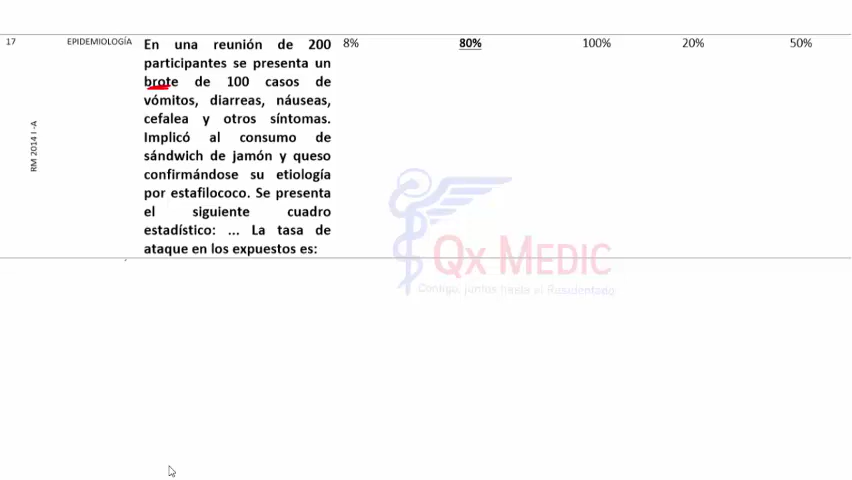 17
EPIDEMIOLOGÍA
En una reunión de 200
participantes se presenta un
brote de 100 casos de
vómitos, diarreas, náuseas,
cefalea y otros síntomas.
Implicó al consumo de
sándwich de jamón y queso
confirmándose su etiología
por estafilococo. Se presenta
el siguiente cuadro
estadístico: ... La tasa de
ataque en los expuestos es:
8%
80%
100%
20%
50%
RM 2014 I -A
Qx MEDIC
Contigo, juntos hasta el Residentado